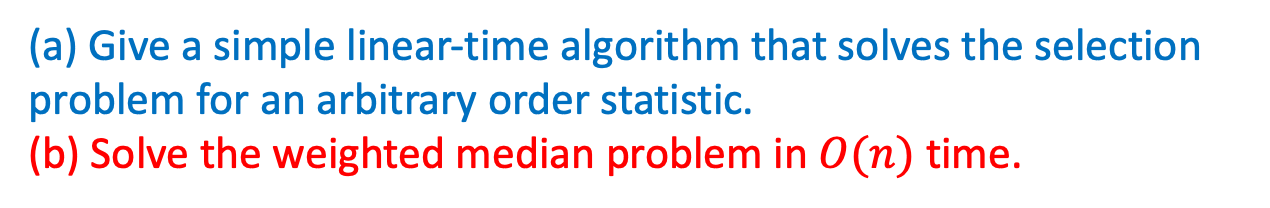 (a) Give a simple linear-time algorithm that solves the selection
problem for an arbitrary order statistic.
(b) Solve the weighted median problem in O(n) time.